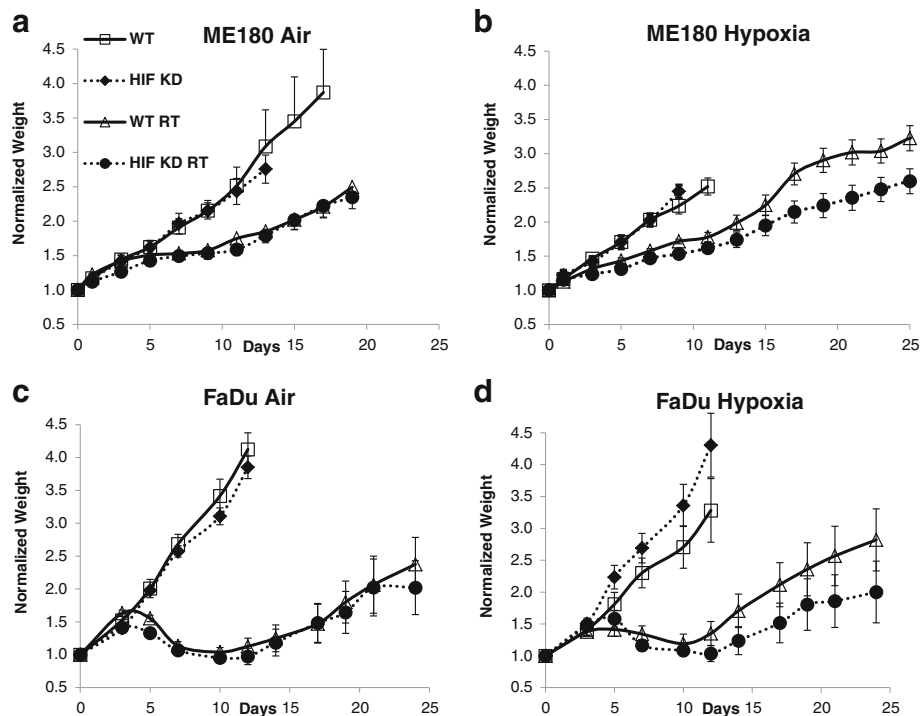 a
ME180 Air
WT
HIF KD
WT RT
HIF KD RT
Normalized Weight
4.5
4.0
3.5
3.0
2.5
2.0
1.5
1.0
0.5
0 5 10 15 20 25
Days
b
ME180 Hypoxia
Normalized Weight
4.5
4.0
3.5
3.0
2.5
2.0
1.5
1.0
0.5
0 5 10 15 20 25
Days
c
FaDu Air
Normalized Weight
4.5
4.0
3.5
3.0
2.5
2.0
1.5
1.0
0.5
0 5 10 15 20 25
Days
d
FaDu Hypoxia
Normalized Weight
4.5
4.0
3.5
3.0
2.5
2.0
1.5
1.0
0.5
0 5 10 15 20 25
Days